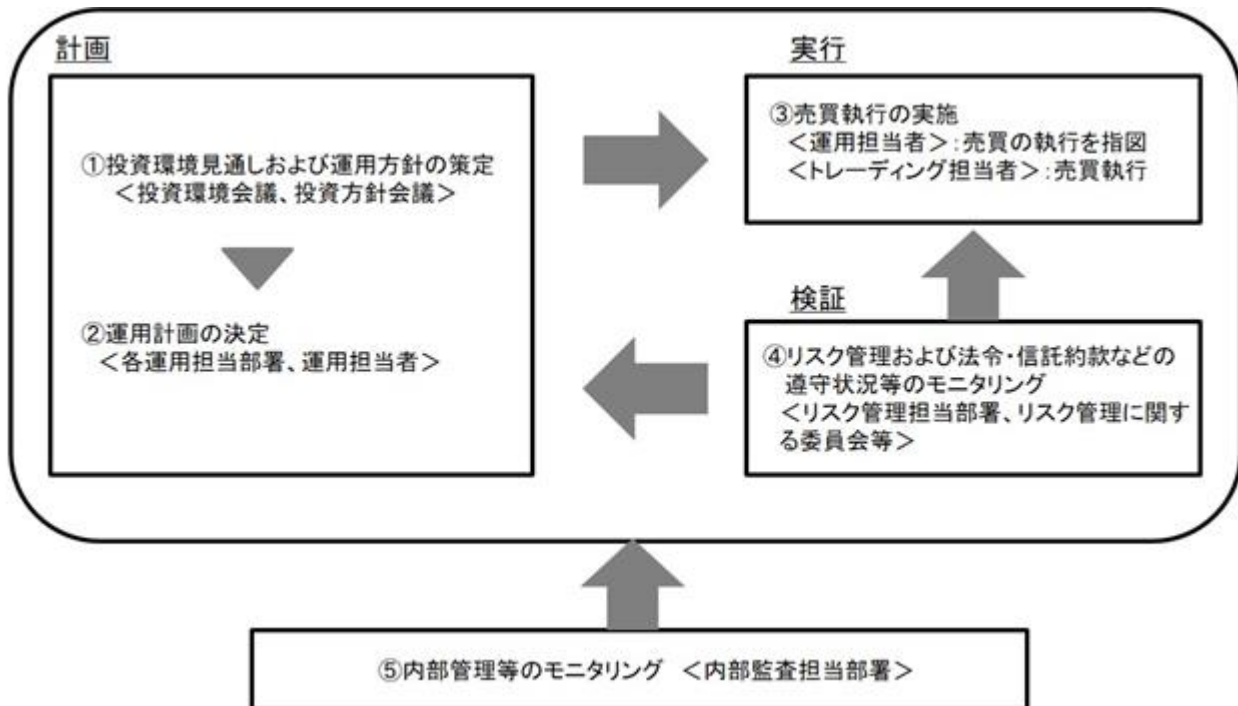 計画
①投資環境見通しおよび運用方針の策定
＜投資環境会議、投資方針会議＞
②運用計画の決定
＜各運用担当部署、運用担当者＞
実行
③売買執行の実施
＜運用担当者＞：売買の執行を指図
＜トレーディング担当者＞：売買執行
検証
④リスク管理および法令・信託約款などの
遵守状況等のモニタリング
＜リスク管理担当部署、リスク管理に関す
る委員会等＞
⑤内部管理等のモニタリング　＜内部監査担当部署＞